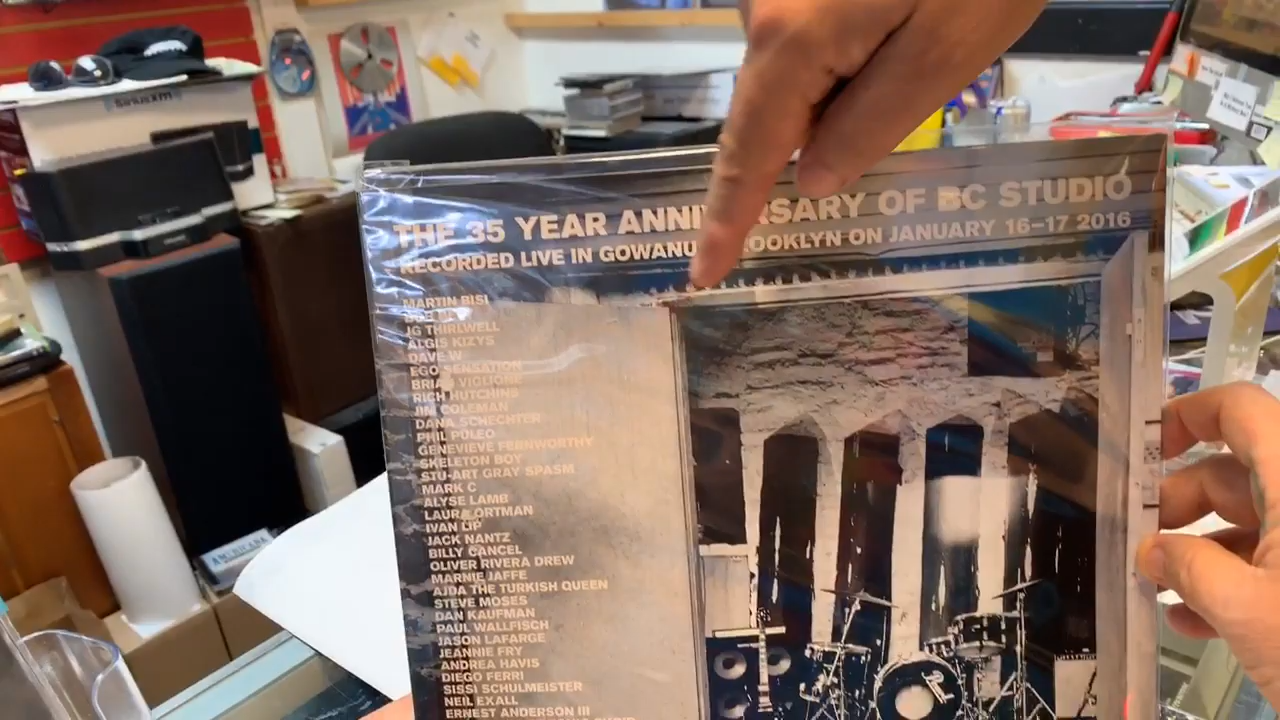 siriusxm
THE 35 YEAR ANNI RSARY OF BC STUDIO
RECORDED LIVE IN GOWANU ROOKLYN ON JANUARY 16–17 2016
MARTIN BISI
JG THIRLWELL
ALGIS KIZYS
DAVE W
EGO SENSATION
BRIAN VIGLIONE
RICH HUTCHINS
JIM COLEMAN
DANA SCHECHTER
PHIL PULEO
GENEVIEVE FERNWORTHY
SKELETON BOY
STU-ART GRAY SPASM
MARK C
ALYSE LAMB
LAURA ORTMAN
IVAN LIP
JACK NANTZ
BILLY CANCEL
OLIVER RIVERA DREW
MARNIE JAFFE
AJDA THE TURKISH QUEEN
STEVE MOSES
DAN KAUFMAN
PAUL WALLFISCH
JASON LAFARGE
JEANNIE FRY
ANDREA HAVIS
DIEGO FERRI
SISSI SCHULMEISTER
NEIL EXALL
ERNEST ANDERSON III
Pearl
AMERICANA